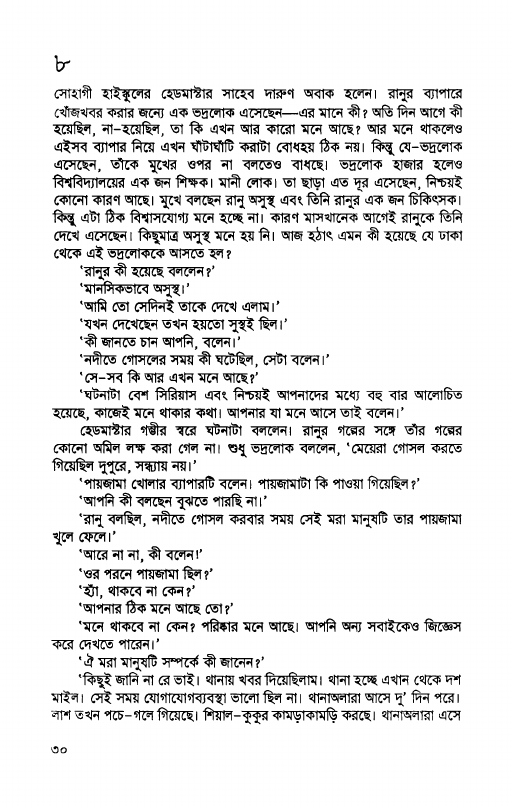 ৮
সোহাগী হাইস্কুলের হেডমাস্টার সাহেব দারুণ অবাক হলেন। রানুর ব্যাপারে
খোঁজখবর করার জন্যে এক ভদ্রলোক এসেছেন—এর মানে কী? অতি দিন আগে কী
হয়েছিল, না-হয়েছিল, তা কি এখন আর কারো মনে আছে? আর মনে থাকলেও
এইসব ব্যাপার নিয়ে এখন ঘাঁটাঘাঁটি করাটা বোধহয় ঠিক নয়। কিন্তু যে-ভদ্রলোক
এসেছেন, তাঁকে মুখের ওপর না বলতেও বাধছে। ভদ্রলোক হাজার হলেও
বিশ্ববিদ্যালয়ের এক জন শিক্ষক। মানী লোক। তা ছাড়া এত দূর এসেছেন, নিশ্চয়ই
কোনো কারণ আছে। মুখে বলছেন রানু অসুস্থ এবং তিনি রানুর এক জন চিকিৎসক।
কিন্তু এটা ঠিক বিশ্বাসযোগ্য মনে হচ্ছে না। কারণ মাসখানেক আগেই রানুকে তিনি
দেখে এসেছেন। কিছুমাত্র অসুস্থ মনে হয় নি। আজ হঠাৎ এমন কী হয়েছে যে ঢাকা
থেকে এই ভদ্রলোককে আসতে হল?
‘রানুর কী হয়েছে বললেন?’
‘মানসিকভাবে অসুস্থ।’
‘আমি তো সেদিনই তাকে দেখে এলাম।’
‘যখন দেখেছেন তখন হয়তো সুস্থই ছিল।’
‘কী জানতে চান আপনি, বলেন।’
‘নদীতে গোসলের সময় কী ঘটেছিল, সেটা বলেন।’
‘সে-সব কি আর এখন মনে আছে?’
‘ঘটনাটা বেশ সিরিয়াস এবং নিশ্চয়ই আপনাদের মধ্যে বহু বার আলোচিত
হয়েছে, কাজেই মনে থাকার কথা। আপনার যা মনে আসে তাই বলেন।’
হেডমাস্টার গম্ভীর স্বরে ঘটনাটা বললেন। রানুর গল্পের সঙ্গে তাঁর গল্পের
কোনো অমিল লক্ষ করা গেল না। শুধু ভদ্রলোক বললেন, ‘মেয়েরা গোসল করতে
গিয়েছিল দুপুরে, সন্ধ্যায় নয়।’
‘পায়জামা খোলার ব্যাপারটি বলেন। পায়জামাটা কি পাওয়া গিয়েছিল?’
‘আপনি কী বলছেন বুঝতে পারছি না।’
‘রানু বলছিল, নদীতে গোসল করবার সময় সেই মরা মানুষটি তার পায়জামা
খুলে ফেলে।’
‘আরে না না, কী বলেন!’
‘ওর পরনে পায়জামা ছিল?’
‘হ্যাঁ, থাকবে না কেন?’
‘আপনার ঠিক মনে আছে তো?’
‘মনে থাকবে না কেন? পরিষ্কার মনে আছে। আপনি অন্য সবাইকেও জিজ্ঞেস
করে দেখতে পারেন।’
‘ঐ মরা মানুষটি সম্পর্কে কী জানেন?’
‘কিছুই জানি না রে ভাই। থানায় খবর দিয়েছিলাম। থানা হচ্ছে এখান থেকে দশ
মাইল। সেই সময় যোগাযোগব্যবস্থা ভালো ছিল না। থানাঅলারা আসে দু’ দিন পরে।
লাশ তখন পচে-গলে গিয়েছে। শিয়াল-কুকুর কামড়াকামড়ি করছে। থানাঅলারা এসে
৩০